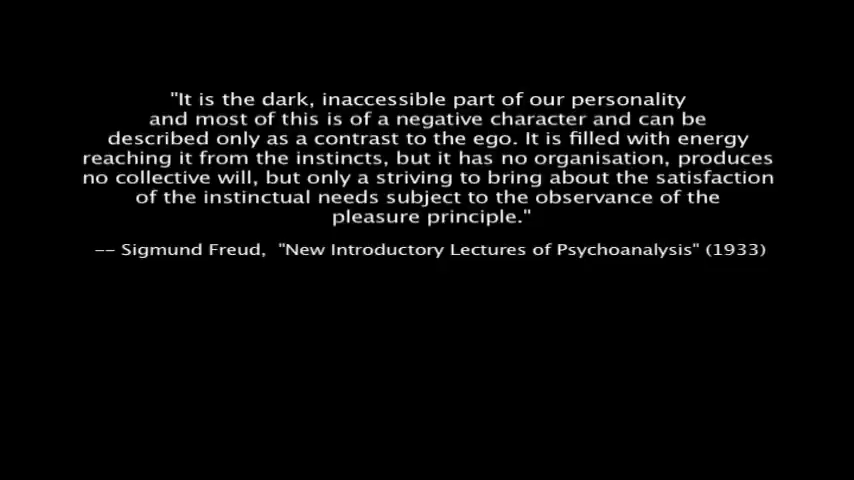 "It is the dark, inaccessible part of our personality
and most of this is of a negative character and can be
described only as a contrast to the ego. It is filled with energy
reaching it from the instincts, but it has no organisation, produces
no collective will, but only a striving to bring about the satisfaction
of the instinctual needs subject to the observance of the
pleasure principle."
-- Sigmund Freud, "New Introductory Lectures of Psychoanalysis" (1933)